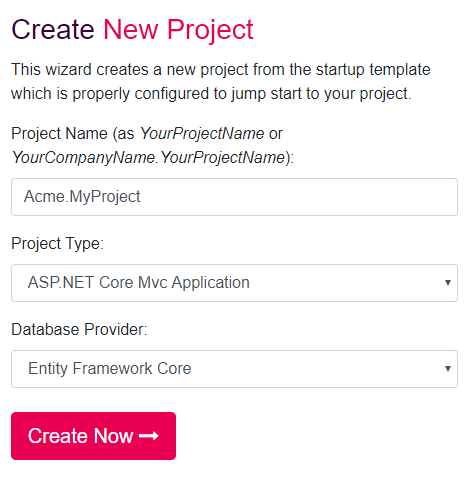 Create New Project
This wizard creates a new project from the startup template
which is properly configured to jump start to your project.
Project Name (as YourProjectName or
YourCompanyName.YourProjectName):
Acme.MyProject
Project Type:
ASP.NET Core Mvc Application
Database Provider:
Entity Framework Core
Create Now